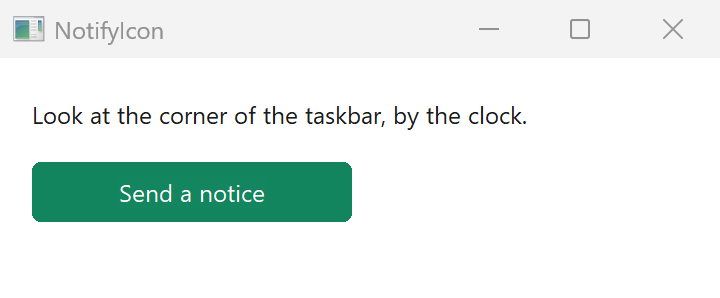 NotifyIcon
Look at the corner of the taskbar, by the clock.
Send a notice